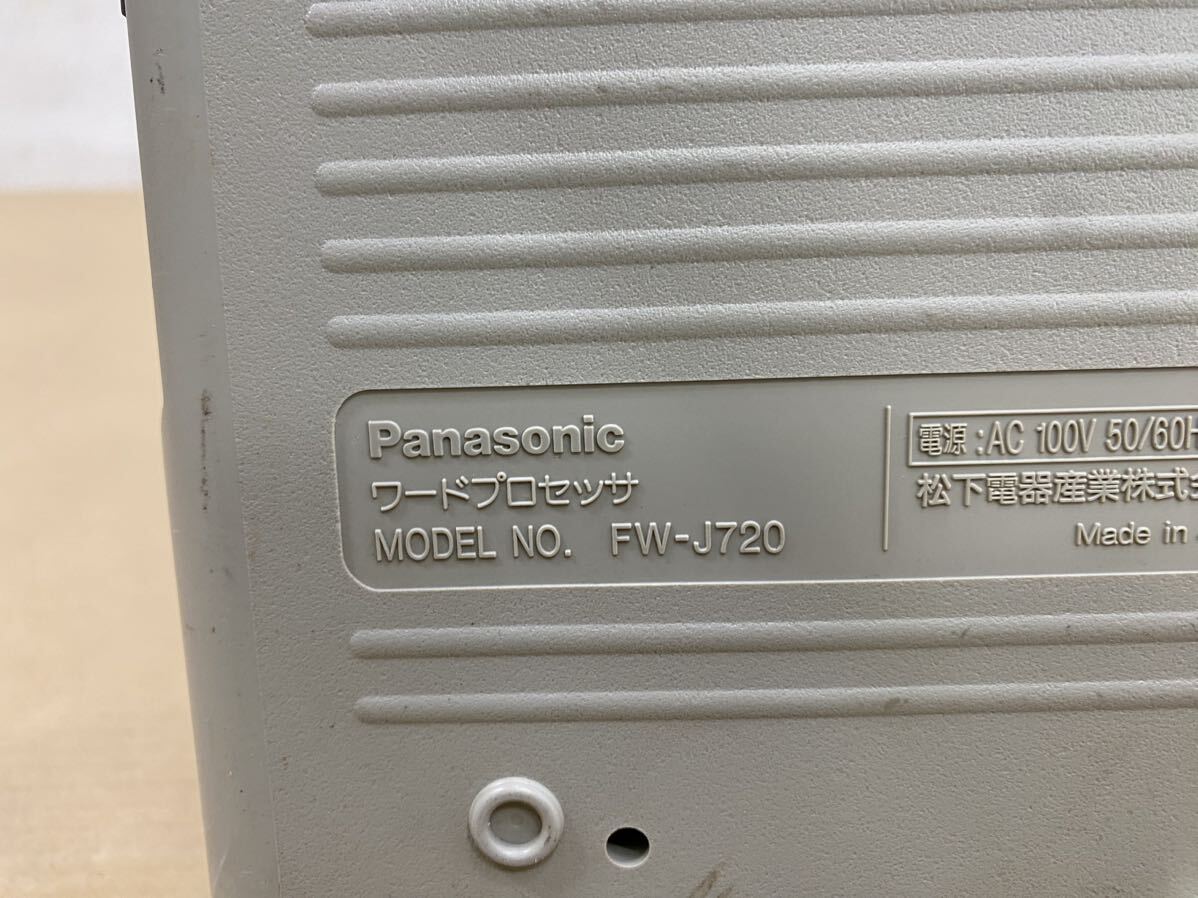 Panasonic
ワードプロセッサ
MODEL NO. FW-J720
電源:AC 100V 50/60H
松下電器産業株式
Made in